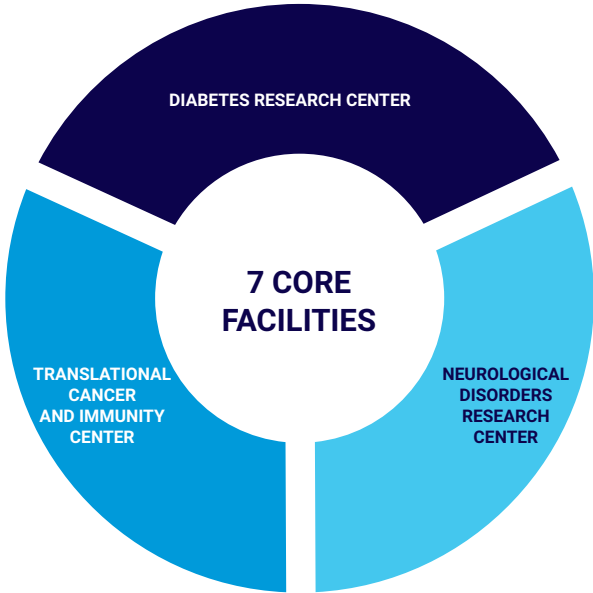 DIABETES RESEARCH CENTER
7 CORE
FACILITIES
TRANSLATIONAL
CANCER
AND IMMUNITY
CENTER
NEUROLOGICAL
DISORDERS
RESEARCH
CENTER